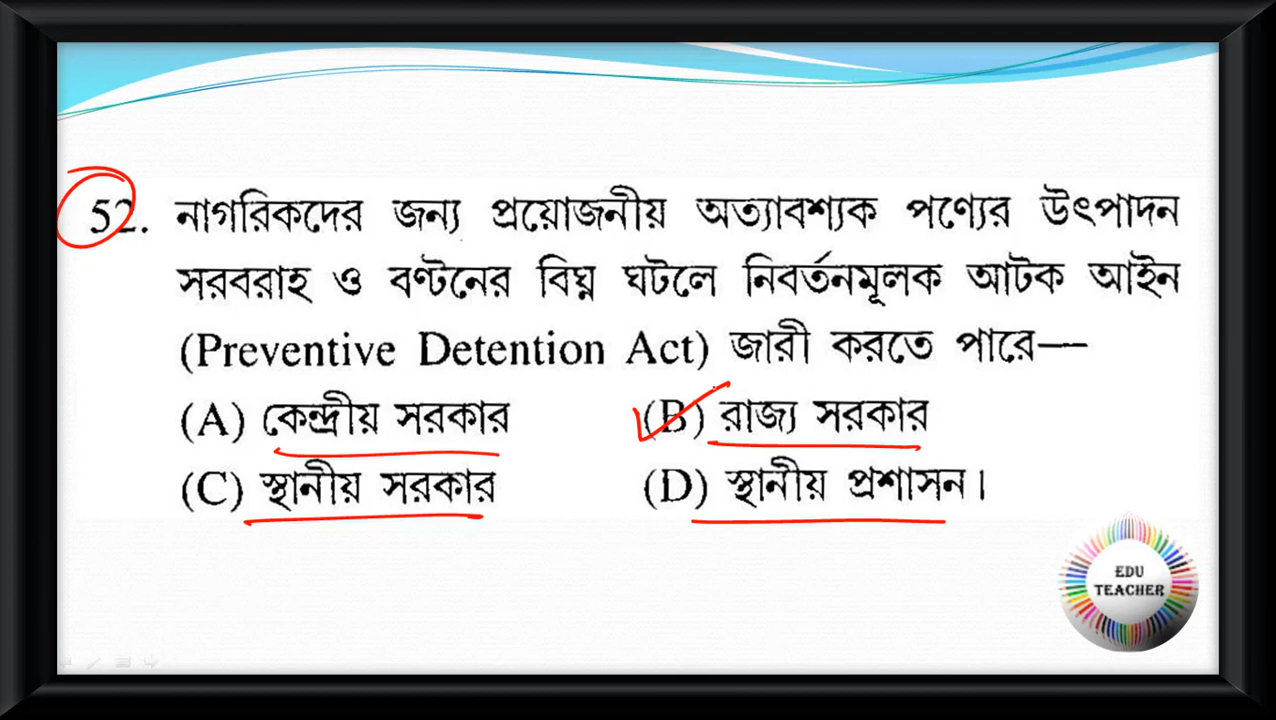 52. নাগরিকদের জন্য প্রয়োজনীয় অত্যাবশ্যক পণ্যের উৎপাদন
সরবরাহ ও বণ্টনের বিঘ্ন ঘটলে নিবর্তনমূলক আটক আইন
(Preventive Detention Act) জারী করতে পারে—
(A) কেন্দ্রীয় সরকার (B) রাজ্য সরকার
(C) স্থানীয় সরকার (D) স্থানীয় প্রশাসন।
EDU
TEACHER